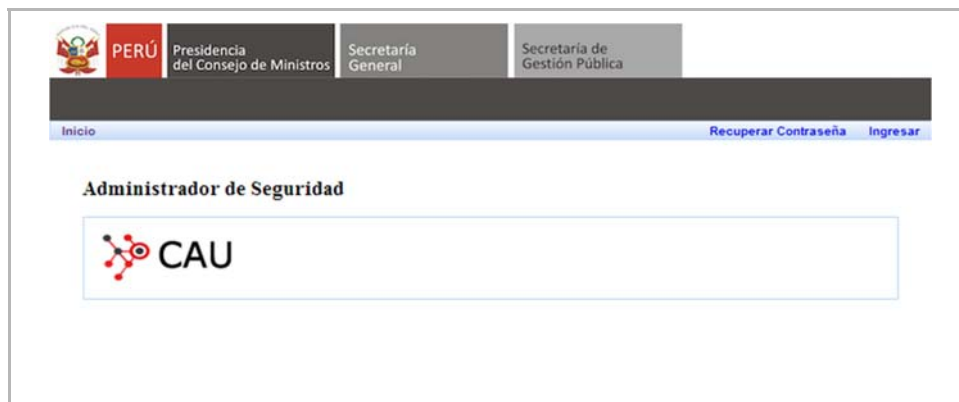 PERÚ
Presidencia
del Consejo de Ministros
Secretaría
General
Secretaría de
Gestión Pública
Inicio
Recuperar Contraseña Ingresar
Administrador de Seguridad
CAU